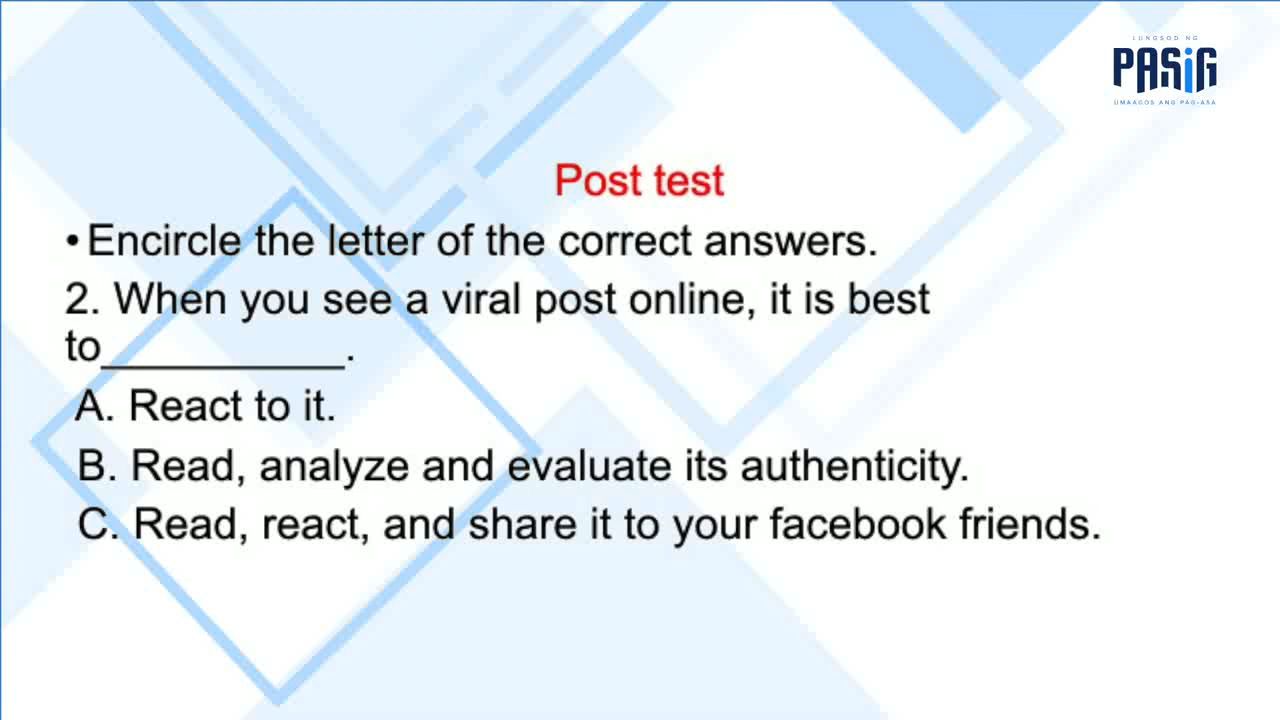 LUNGSOD NG
PASiG
UMAAGOS ANG PAG-ASA
Post test
•Encircle the letter of the correct answers.
2. When you see a viral post online, it is best
to__________.
A. React to it.
B. Read, analyze and evaluate its authenticity.
C. Read, react, and share it to your facebook friends.